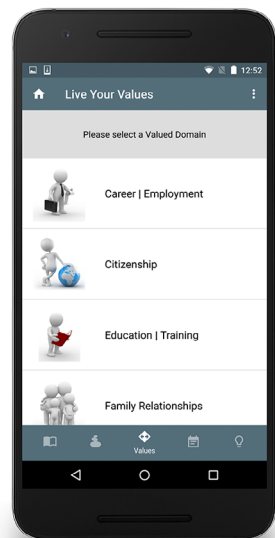 12:52
Live Your Values
Please select a Valued Domain
Career | Employment
Citizenship
Education | Training
Family Relationships
Values